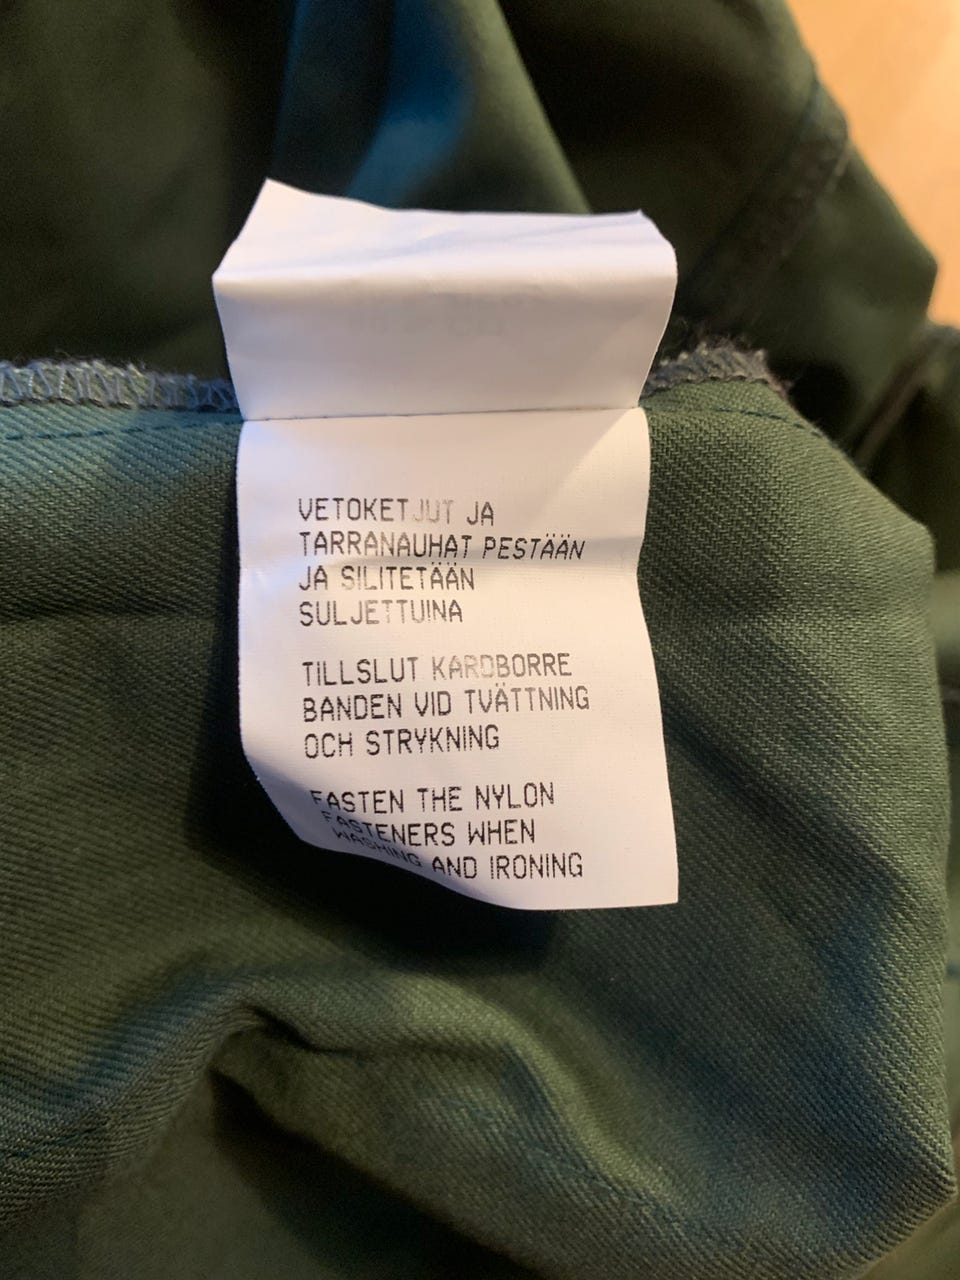 VETOKETJUT JA
TARRANAUHAT PESTÄÄN
JA SILITETÄÄN
SULJETTUINA
TILLSLUT KARDBORRE
BANDEN VID TVÄTTNING
OCH STRYKNING
FASTEN THE NYLON
FASTENERS WHEN
WASHING AND IRONING